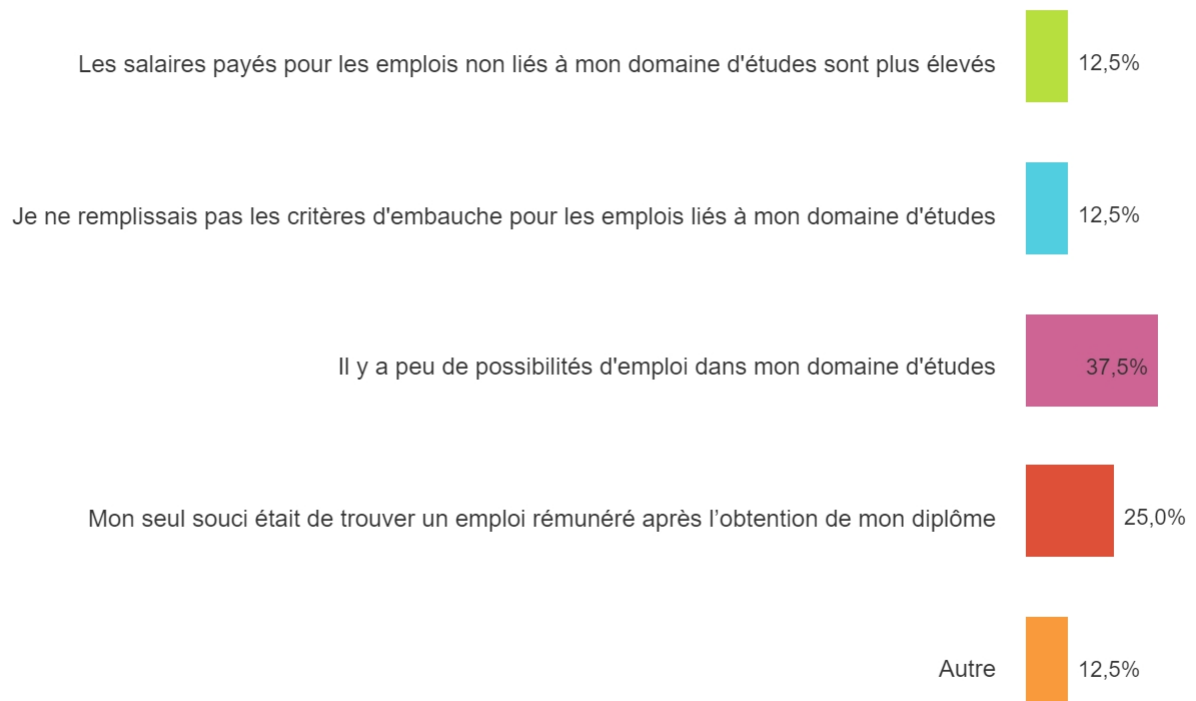 Les salaires payés pour les emplois non liés à mon domaine d'études sont plus élevés 12,5%
Je ne remplissais pas les critères d'embauche pour les emplois liés à mon domaine d'études 12,5%
Il y a peu de possibilités d'emploi dans mon domaine d'études 37,5%
Mon seul souci était de trouver un emploi rémunéré après l’obtention de mon diplôme 25,0%
Autre 12,5%